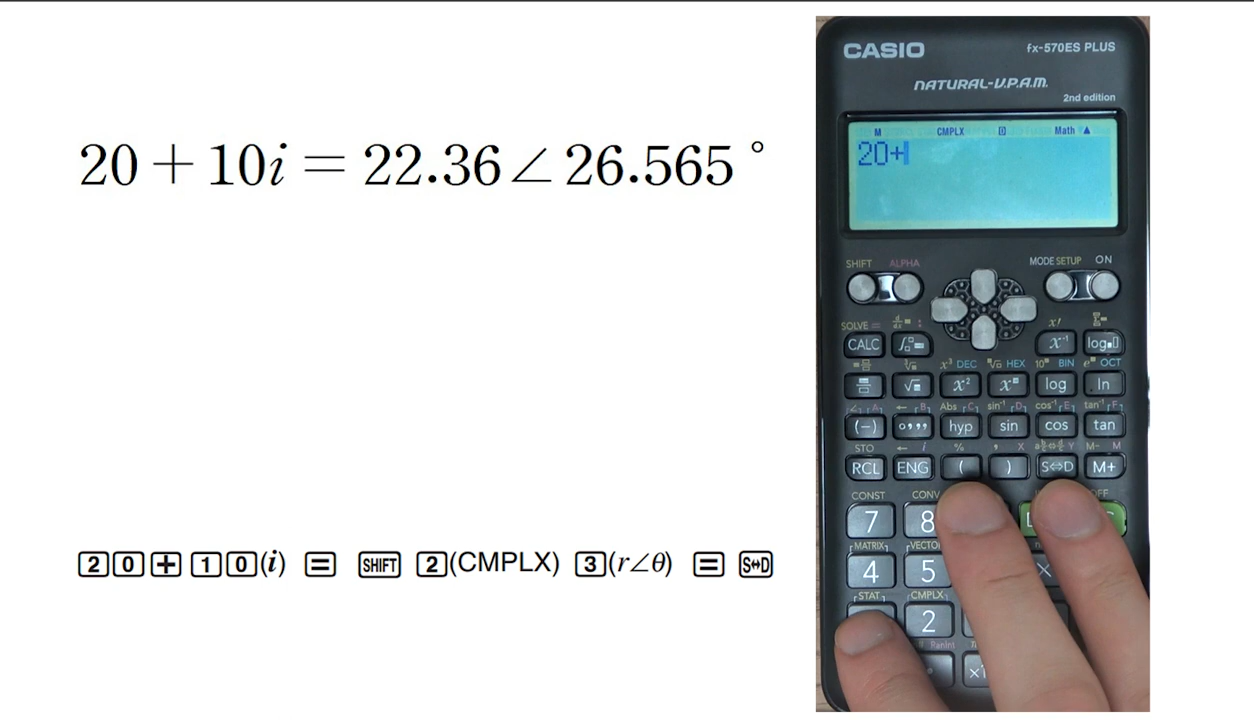 20 + 10i = 22.36∠26.565°
2 0 + 1 0 (i) = SHIFT 2 (CMPLX) 3 (r∠θ) = S⇔D
CASIO fx-570ES PLUS
NATURAL-V.P.A.M.
2nd edition
M CMPLX D Math ▲
20+
SHIFT ALPHA MODE SETUP ON
SOLVE = d/dx : x! Σ
CALC x⁻¹ log
x³ DEC HEX 10 BIN e OCT
x² log ln
∠ A ← B Abs C sin⁻¹ D cos⁻¹ E tan⁻¹ F
(−) hyp sin cos tan
STO ← i % , X Y M− M
RCL ENG ( ) S⇔D M+
CONST CONV
7 8
MATRIX
4 5 ×
STAT CMPLX
2
RanInt